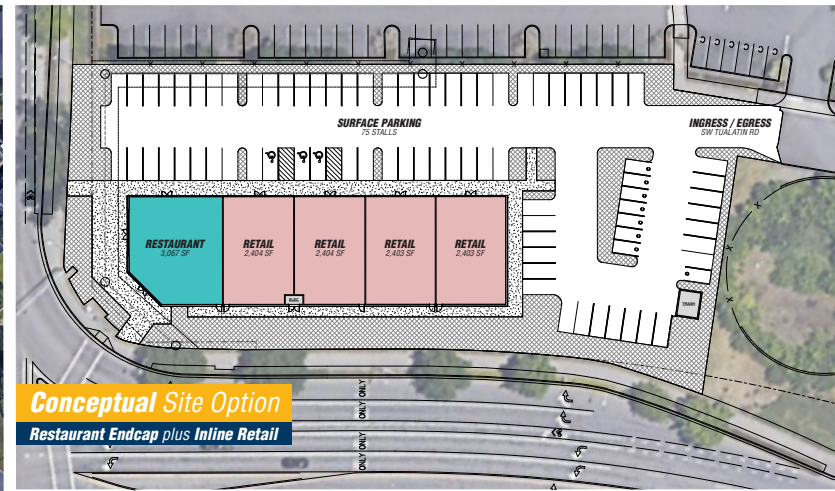 SURFACE PARKING
75 STALLS
INGRESS / EGRESS
SW TUALATIN RD
RESTAURANT
3,067 SF
RETAIL
2,404 SF
RETAIL
2,404 SF
RETAIL
2,403 SF
RETAIL
2,403 SF
ELEC
TRASH
Conceptual Site Option
Restaurant Endcap plus Inline Retail
ONLY ONLY
ONLY ONLY